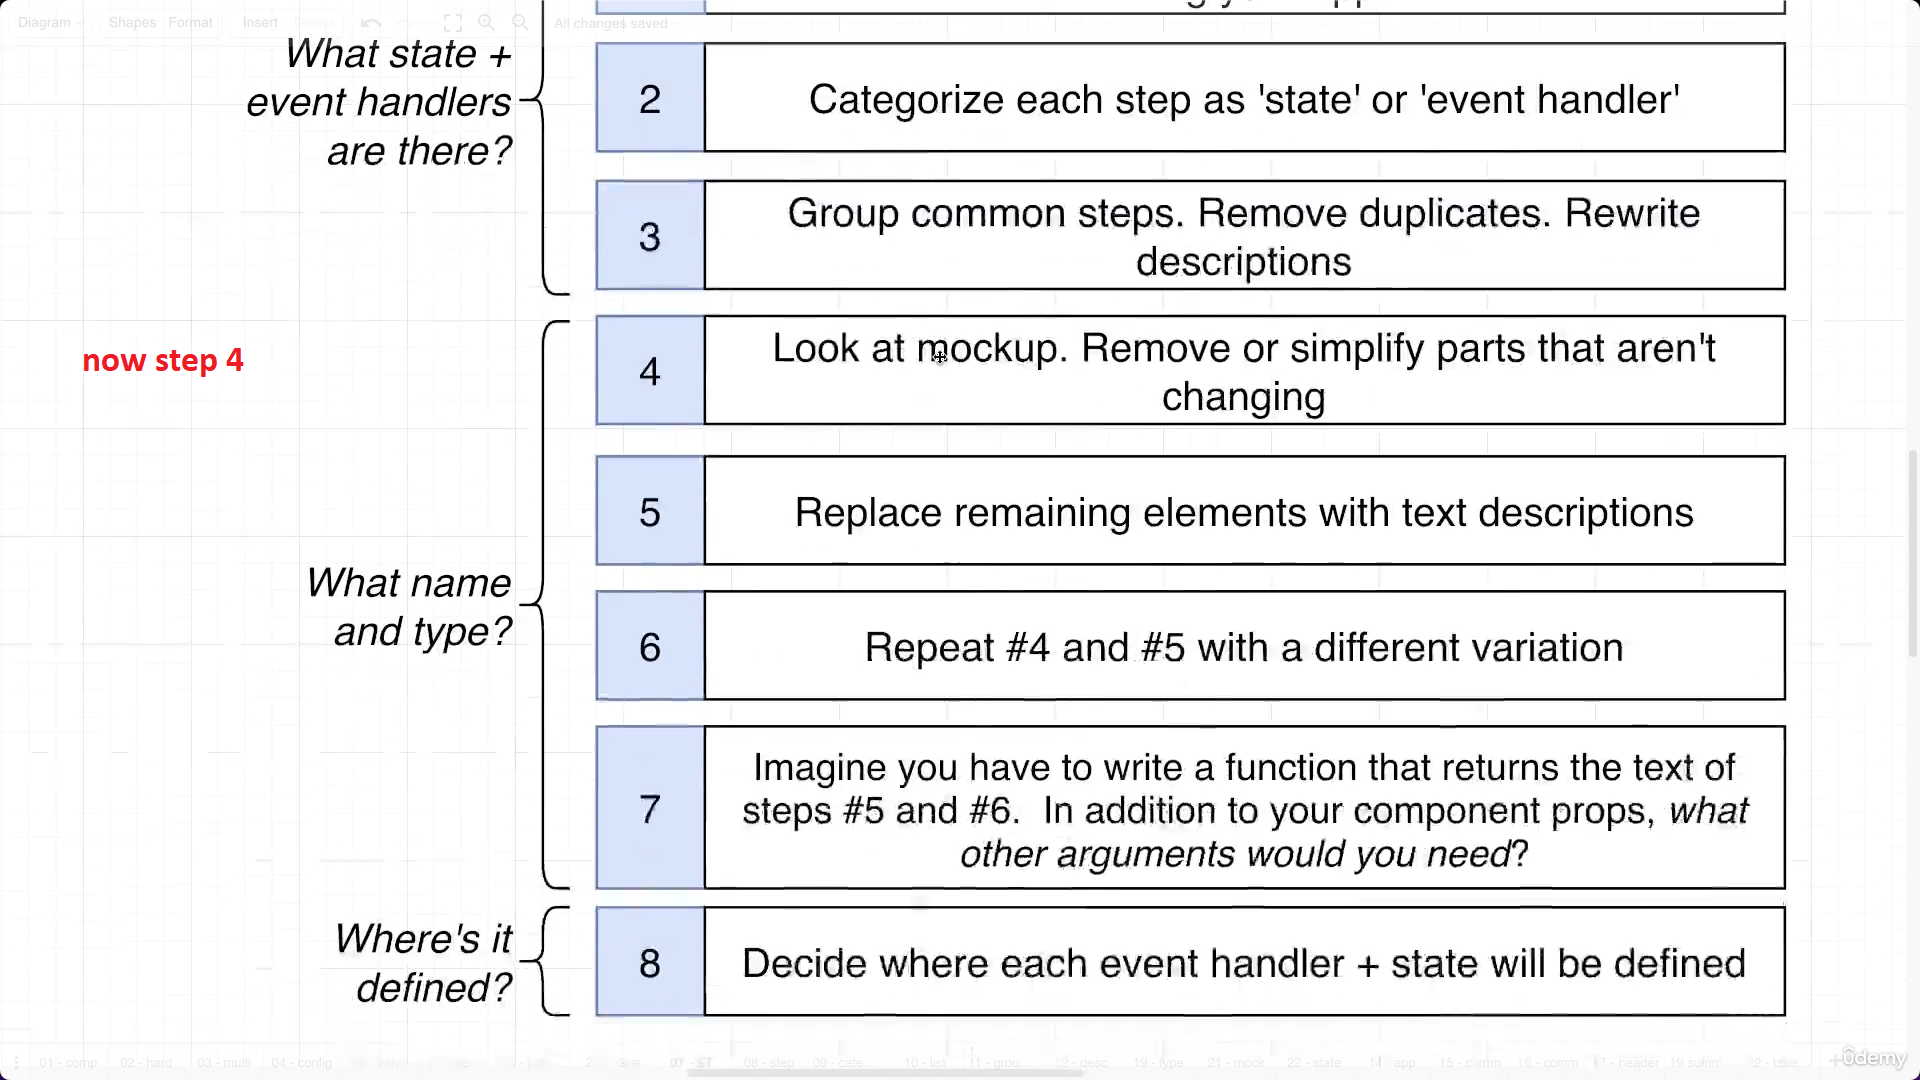 Diagram Shapes Format Insert All changes saved
What state +
event handlers
are there?
2
Categorize each step as 'state' or 'event handler'
3
Group common steps. Remove duplicates. Rewrite
descriptions
now step 4
4
Look at mockup. Remove or simplify parts that aren't
changing
What name
and type?
5
Replace remaining elements with text descriptions
6
Repeat #4 and #5 with a different variation
7
Imagine you have to write a function that returns the text of
steps #5 and #6. In addition to your component props, what
other arguments would you need?
Where's it
defined?
8
Decide where each event handler + state will be defined
01 - comp 02 - hard 03 - multi 04 - config 07 - ST 08 - step 09 - cate... 10 - list 11 - grou... 12 - desc 19 - type 21 - mock 22 - state app 15 - comm 16 - comm 17 - header 19 summ
ûdemy